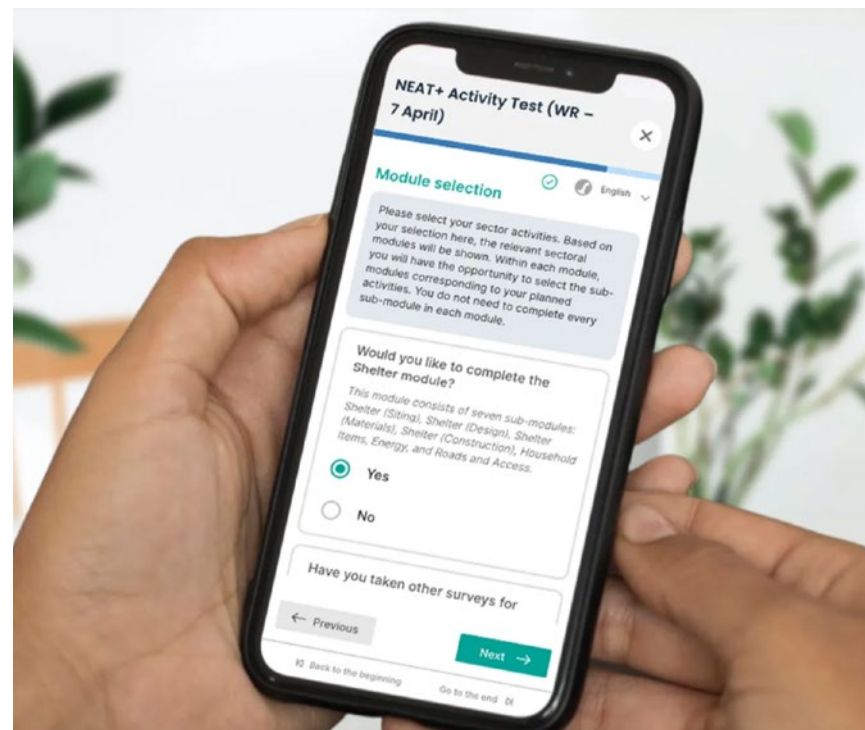 NEAT+ Activity Test (WR –
7 April)
Module selection
English
Please select your sector activities. Based on
your selection here, the relevant sectoral
modules will be shown. Within each module,
you will have the opportunity to select the sub-
modules corresponding to your planned
activities. You do not need to complete every
sub-module in each module.
Would you like to complete the
Shelter module?
This module consists of seven sub-modules:
Shelter (Siting), Shelter (Design), Shelter
(Materials), Shelter (Construction), Household
Items, Energy, and Roads and Access.
Yes
No
Have you taken other surveys for
Previous
Next
Back to the beginning
Go to the end